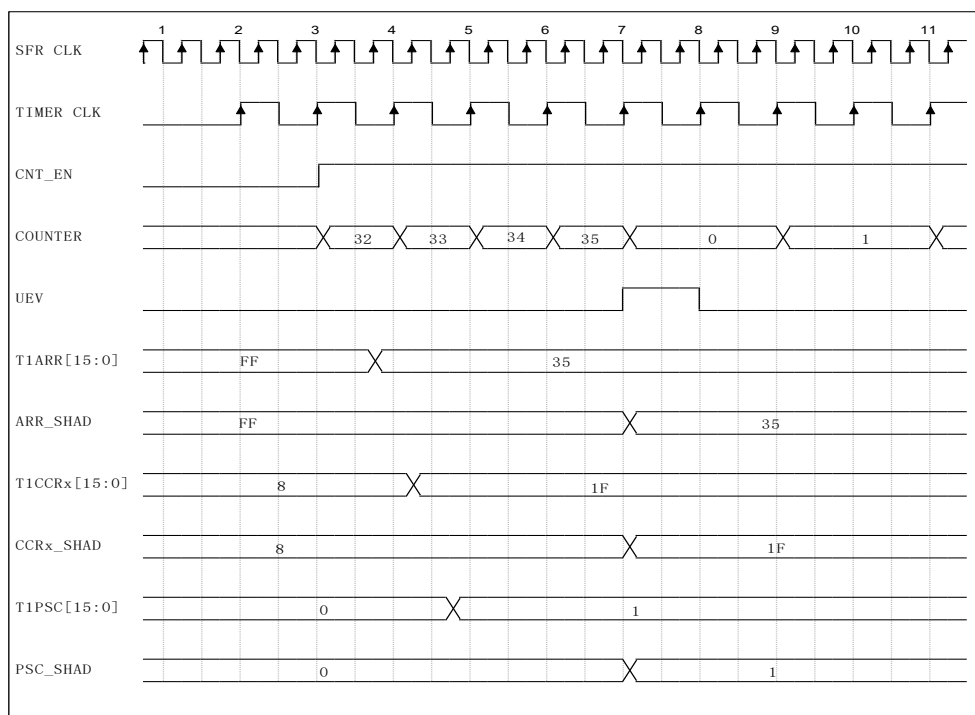 1 2 3 4 5 6 7 8 9 10 11
SFR CLK
TIMER CLK
CNT_EN
COUNTER 32 33 34 35 0 1
UEV
T1ARR[15:0] FF 35
ARR_SHAD FF 35
T1CCRx[15:0] 8 1F
CCRx_SHAD 8 1F
T1PSC[15:0] 0 1
PSC_SHAD 0 1